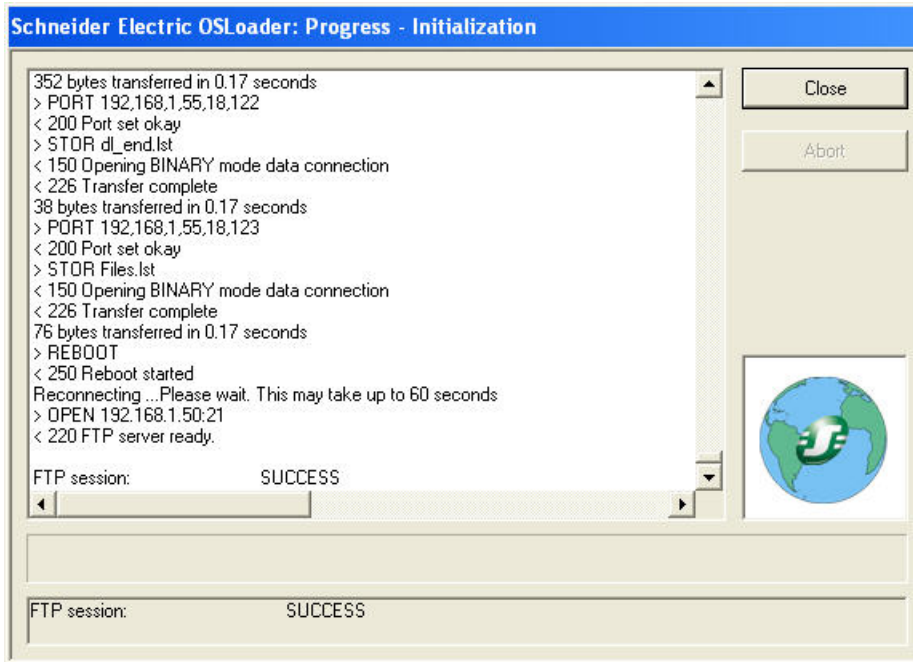 Schneider Electric OSLoader: Progress - Initialization
352 bytes transferred in 0.17 seconds
> PORT 192,168,1,55,18,122
< 200 Port set okay
> STOR dl_end.lst
< 150 Opening BINARY mode data connection
< 226 Transfer complete
38 bytes transferred in 0.17 seconds
> PORT 192,168,1,55,18,123
< 200 Port set okay
> STOR Files.lst
< 150 Opening BINARY mode data connection
< 226 Transfer complete
76 bytes transferred in 0.17 seconds
> REBOOT
< 250 Reboot started
Reconnecting ...Please wait. This may take up to 60 seconds
> OPEN 192.168.1.50:21
< 220 FTP server ready.
FTP session: SUCCESS
Close
Abort
FTP session: SUCCESS